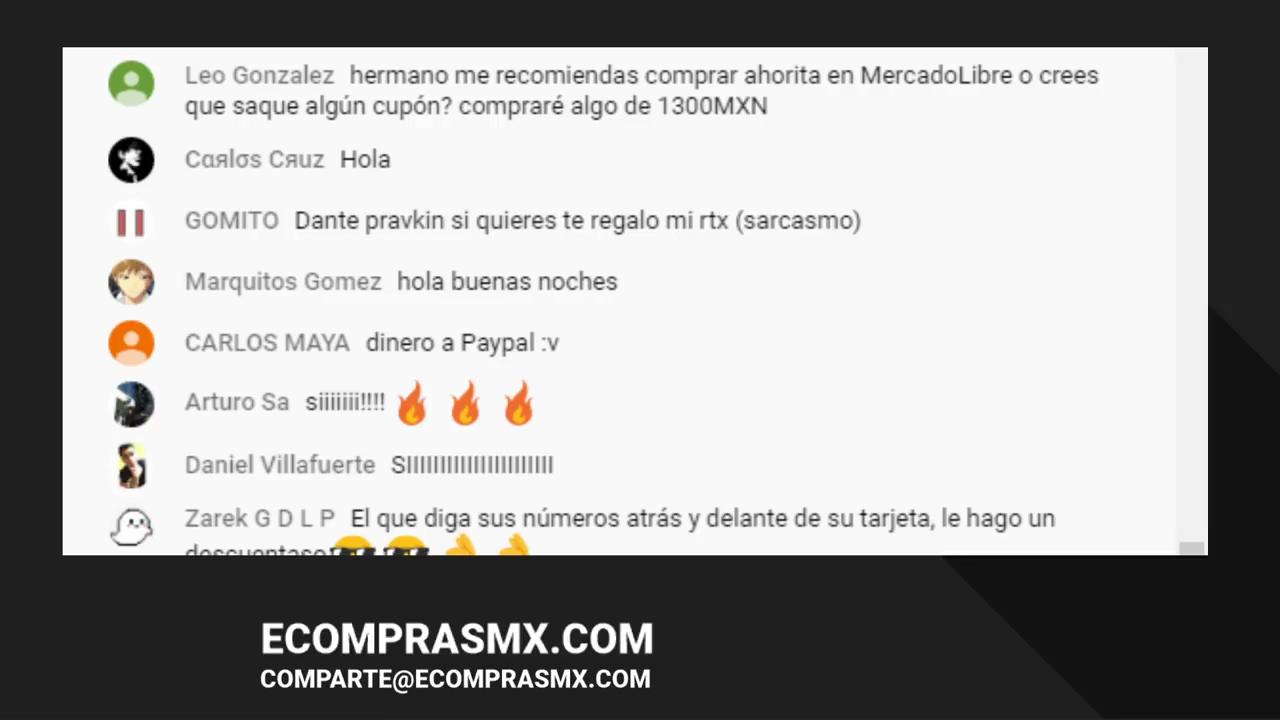 Leo Gonzalez hermano me recomiendas comprar ahorita en MercadoLibre o crees
que saque algún cupón? compraré algo de 1300MXN
Cαяlσs Cяuz Hola
GOMITO Dante pravkin si quieres te regalo mi rtx (sarcasmo)
Marquitos Gomez hola buenas noches
CARLOS MAYA dinero a Paypal :v
Arturo Sa siiiiiii!!!! 🔥 🔥 🔥
Daniel Villafuerte SIIIIIIIIIIIIIIIIIIIIII
Zarek G D L P El que diga sus números atrás y delante de su tarjeta, le hago un
descuentaso😎😎👌👌
ECOMPRASMX.COM
COMPARTE@ECOMPRASMX.COM